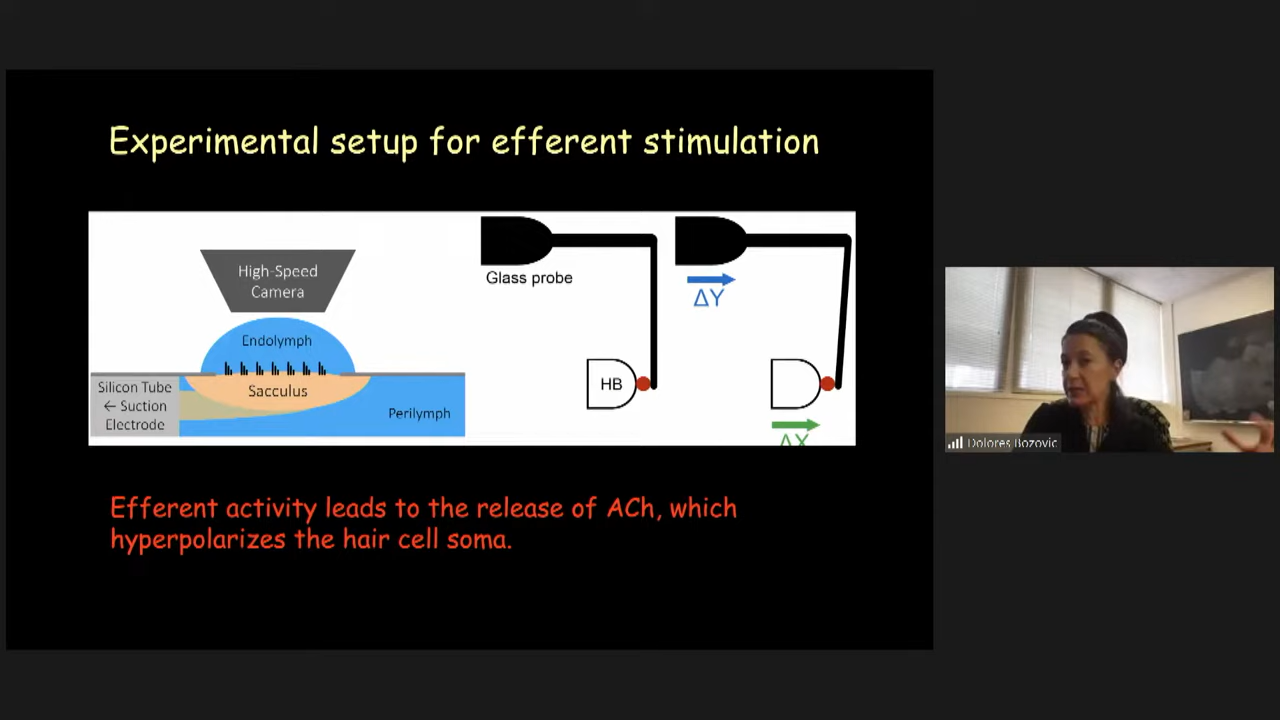 Experimental setup for efferent stimulation
High-Speed
Camera
Endolymph
Sacculus
Silicon Tube
← Suction
Electrode
Perilymph
Glass probe
HB
ΔY
ΔX
Efferent activity leads to the release of ACh, which
hyperpolarizes the hair cell soma.
Dolores Bozovic